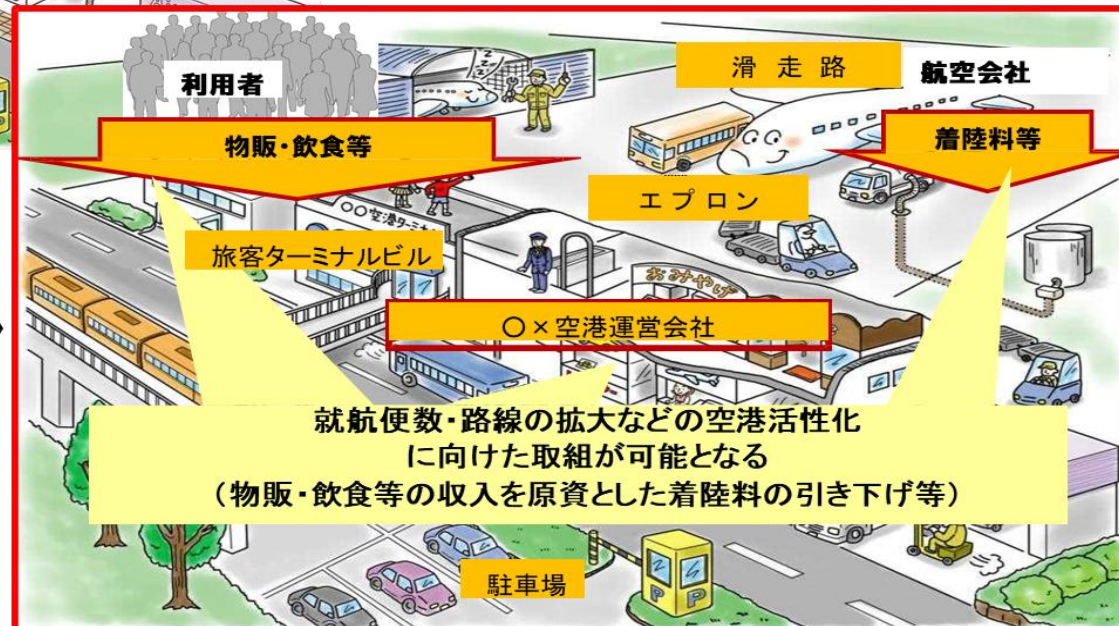 滑 走 路
航空会社
利用者
物販・飲食等
着陸料等
エプロン
〇〇空港ターミナル
旅客ターミナルビル
おみやげ
〇×空港運営会社
就航便数・路線の拡大などの空港活性化
に向けた取組が可能となる
（物販・飲食等の収入を原資とした着陸料の引き下げ等）
駐車場
P P